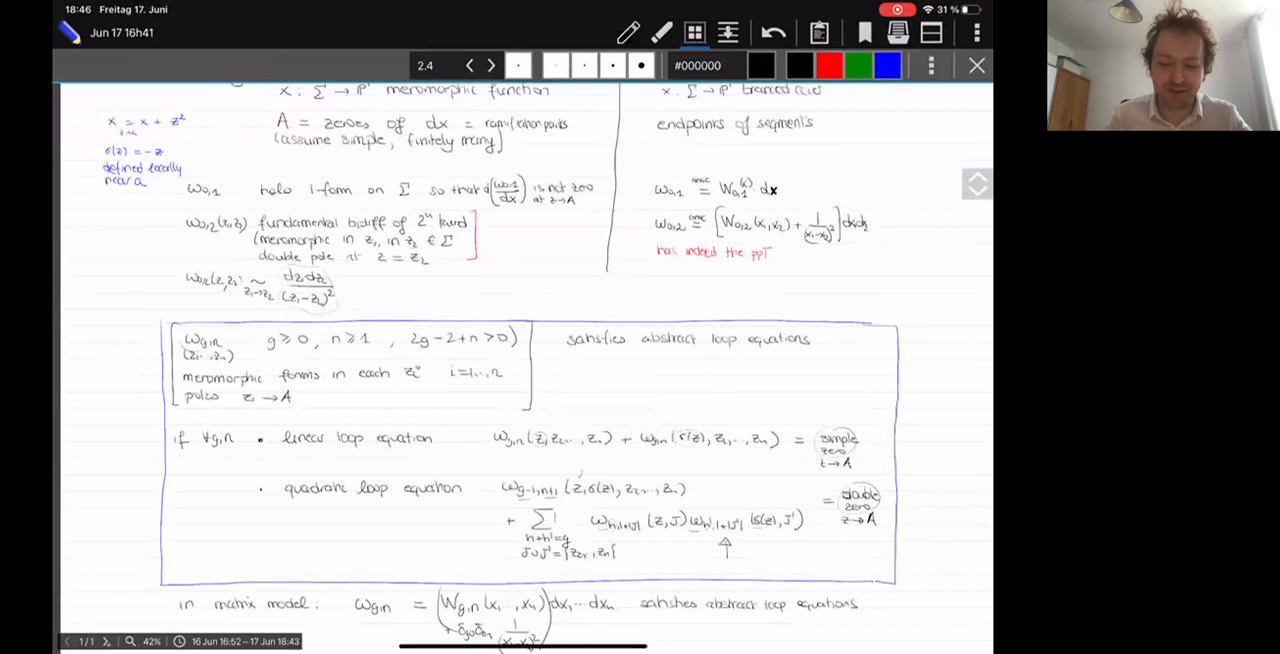 18:46 Freitag 17. Juni
31 %
Jun 17 16h41
2.4
#000000
x : Σ → P¹ meromorphic function
x : Σ → P¹ branched cover
x = x + z²
z→a
A = zeroes of dx = ramification points
endpoints of segments
(assume simple, finitely many)
σ(z) = -z
defined locally
near a
ω₀,₁ holo 1-form on Σ so that d(ω₀,₁/dx) is not zero at z→A
ω₀,₁ = W₀,₁(x) · dx
ω₀,₂(z₁,z₂) fundamental bidiff of 2ⁿᵈ kind
ω₀,₂ = [W₀,₂(x₁,x₂) + 1/(x₁-x₂)²] dx₁dx₂
(meromorphic in z₁, in z₂ ∈ Σ
has indeed the ppT
double pole at z₁ = z₂
ω₀,₂(z₁,z₂) ~ dz₁dz₂/(z₁-z₂)²
z₁→z₂
ωg,n g ≥ 0, n ≥ 1, 2g-2+n > 0)
satisfies abstract loop equations
(z₁...,zn)
meromorphic forms in each zᵢ i=1,..,n
poles zᵢ → A
if ∀g,n • linear loop equation ωg,n(z,z₂...,zn) + ωg,n(σ(z),z₂,..,zn) = simple zero z→A
• quadratic loop equation ωg-1,n+1(z,σ(z),z₂...,zn)
+ Σ ωh,1+|J|(z,J) ωh',1+|J'|(σ(z),J') = double zero z→A
h+h'=g
J∪J'={z₂,..,zn}
in matrix model: ωg,n = (Wg,n(x₁..,xn) dx₁...dxn satisfies abstract loop equations
+ δg,0δn,2 1/(x₁-x₂)²)
1/1 42% 16 Jun 16:52–17 Jun 18:43